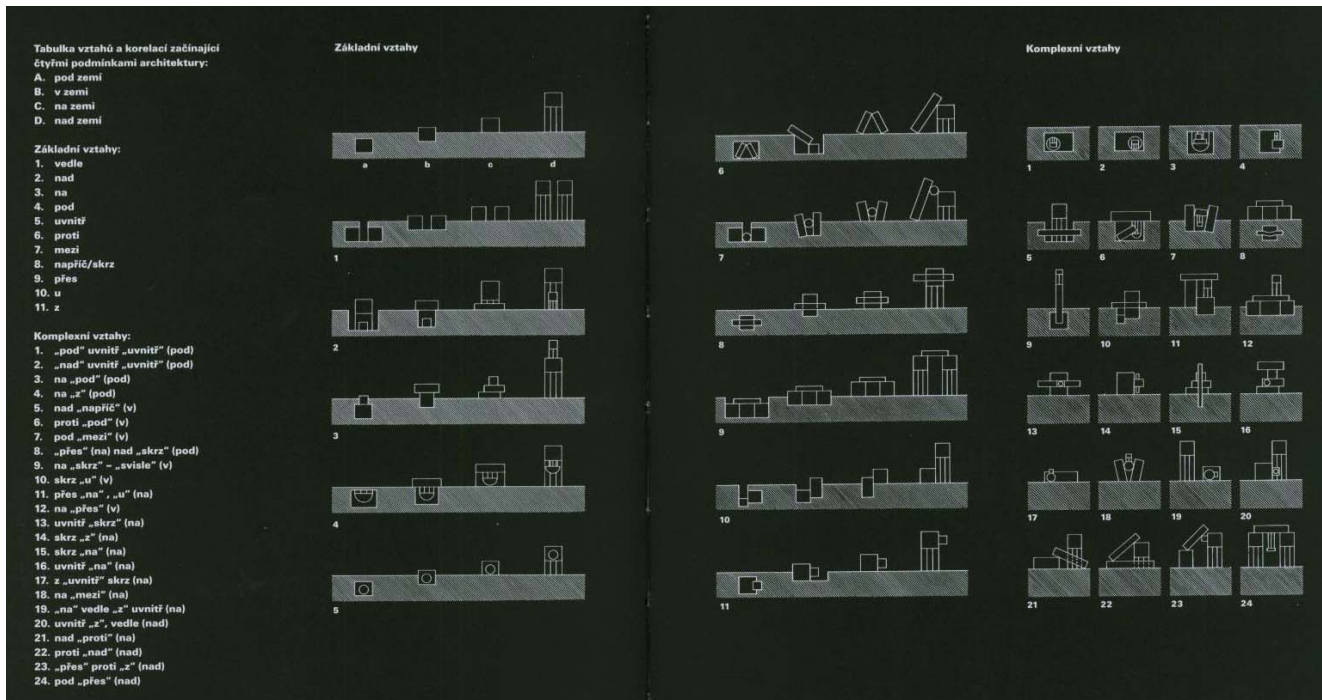 Tabulka vztahů a korelací začínající
čtyřmi podmínkami architektury:
A. pod zemí
B. v zemi
C. na zemi
D. nad zemí
Základní vztahy:
1. vedle
2. nad
3. na
4. pod
5. uvnitř
6. proti
7. mezi
8. napříč/skrz
9. přes
10. u
11. z
Komplexní vztahy:
1. „pod“ uvnitř „uvnitř“ (pod)
2. „nad“ uvnitř „uvnitř“ (pod)
3. na „pod“ (pod)
4. na „z“ (pod)
5. nad „napříč“ (v)
6. proti „pod“ (v)
7. pod „mezi“ (v)
8. „přes“ (na) nad „skrz“ (pod)
9. na „skrz“ – „svisle“ (v)
10. skrz „u“ (v)
11. přes „na“ , „u“ (na)
12. na „přes“ (v)
13. uvnitř „skrz“ (na)
14. skrz „z“ (na)
15. skrz „na“ (na)
16. uvnitř „na“ (na)
17. z „uvnitř“ skrz (na)
18. na „mezi“ (na)
19. „na“ vedle „z“ uvnitř (na)
20. uvnitř „z“, vedle (nad)
21. nad „proti“ (na)
22. proti „nad“ (nad)
23. „přes“ proti „z“ (nad)
24. pod „přes“ (nad)
Základní vztahy
a b c d
1
2
3
4
5
6
7
8
9
10
11
Komplexní vztahy
1 2 3 4
5 6 7 8
9 10 11 12
13 14 15 16
17 18 19 20
21 22 23 24